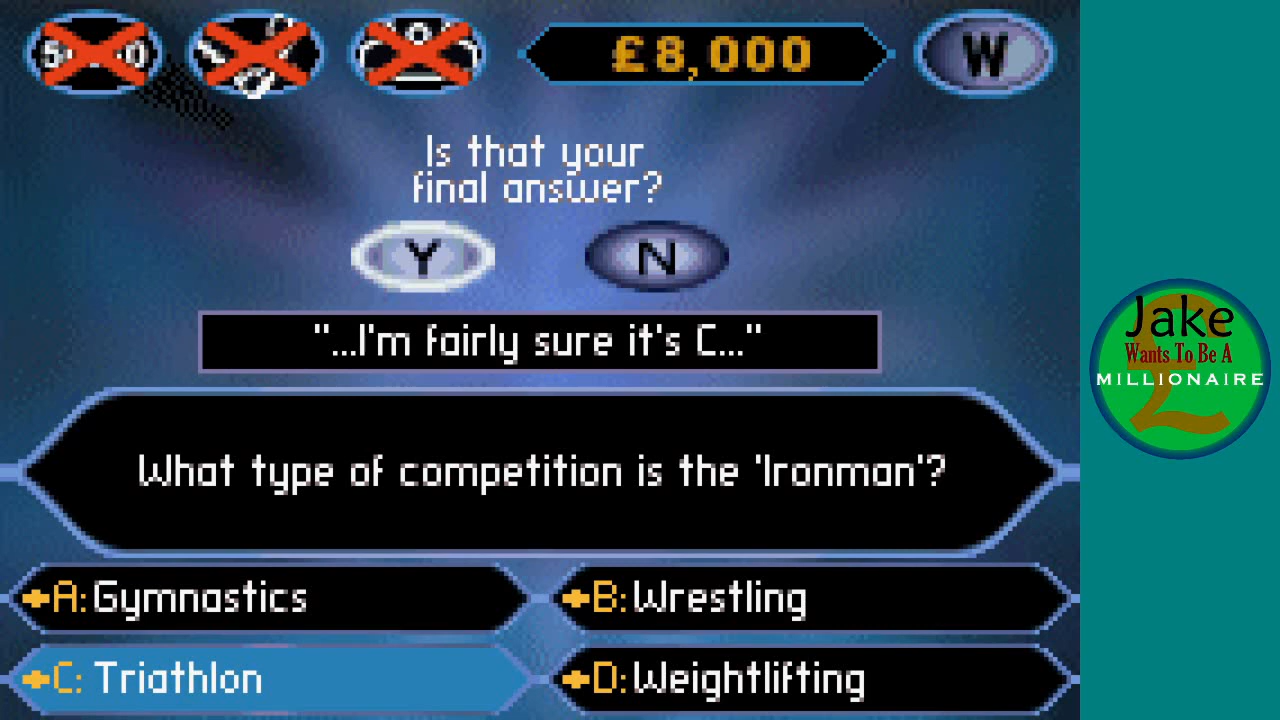 £8,000
W
Is that your
final answer?
Y
N
"...I'm fairly sure it's C..."
What type of competition is the 'Ironman'?
A: Gymnastics
B: Wrestling
C: Triathlon
D: Weightlifting
Jake
Wants To Be A
MILLIONAIRE
£